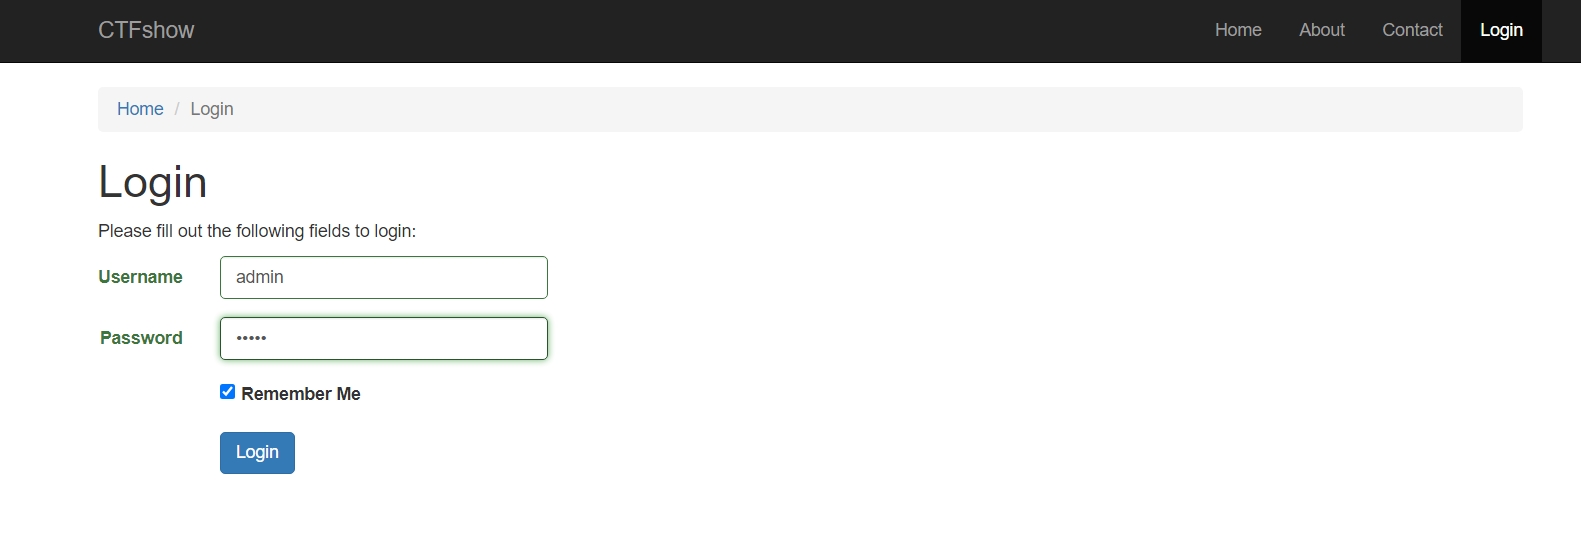 CTFshow Home About Contact Login
Home / Login
Login
Please fill out the following fields to login:
Username admin
Password •••••
Remember Me
Login